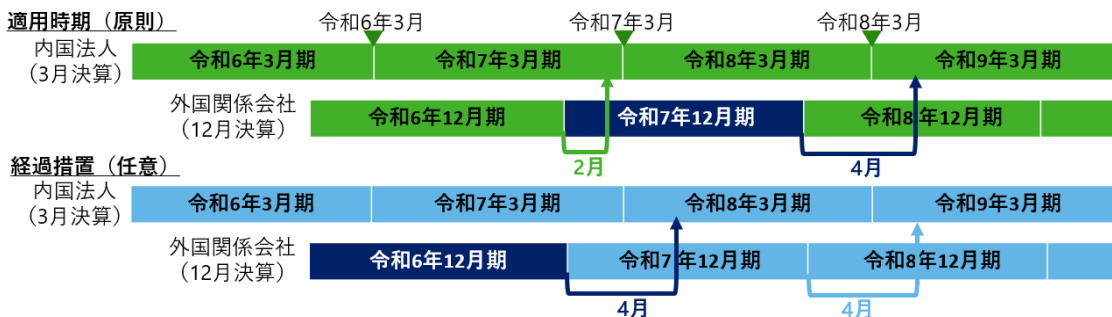 適用時期（原則）
令和6年3月 令和7年3月 令和8年3月
内国法人
（3月決算）
令和6年3月期 令和7年3月期 令和8年3月期 令和9年3月期
外国関係会社
（12月決算）
令和6年12月期 令和7年12月期 令和8年12月期
2月 4月
経過措置（任意）
内国法人
（3月決算）
令和6年3月期 令和7年3月期 令和8年3月期 令和9年3月期
外国関係会社
（12月決算）
令和6年12月期 令和7年12月期 令和8年12月期
4月 4月